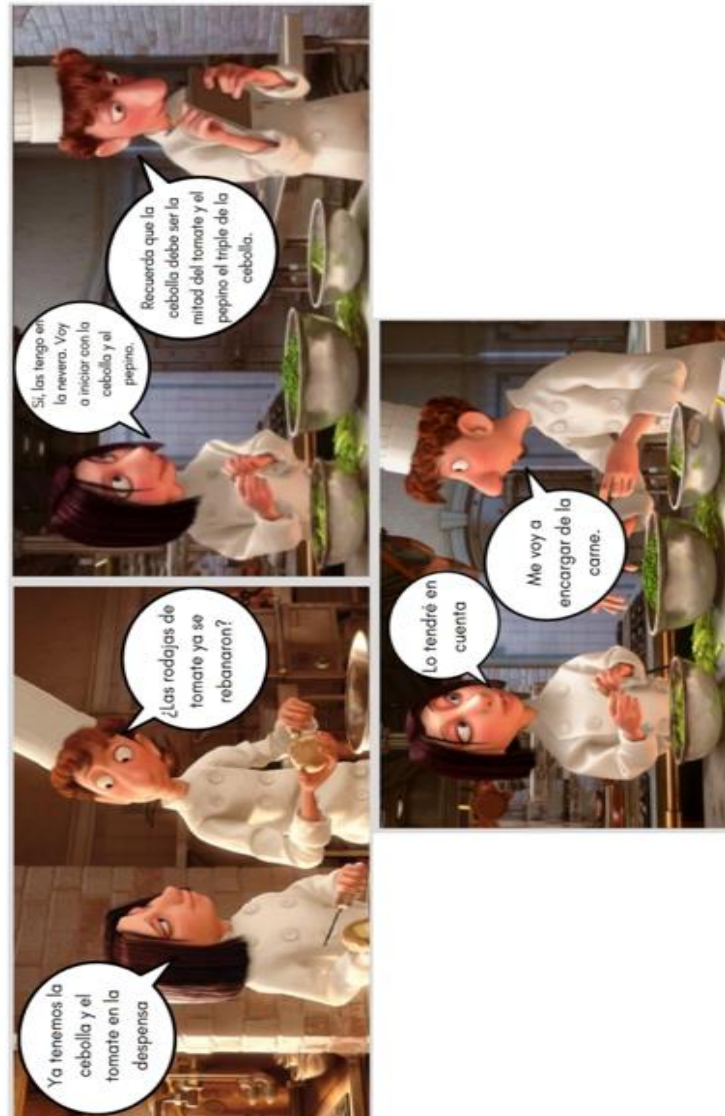 Ya tenemos la
cebolla y el
tomate en la
despensa
¿Las rodajas de
tomate ya se
rebanaron?
Si, las tengo en
la nevera. Voy
a iniciar con la
cebolla y el
pepino.
Recuerda que la
cebolla debe ser la
mitad del tomate y el
pepino el triple de la
cebolla.
Lo tendré en
cuenta
Me voy a
encargar de la
carne.